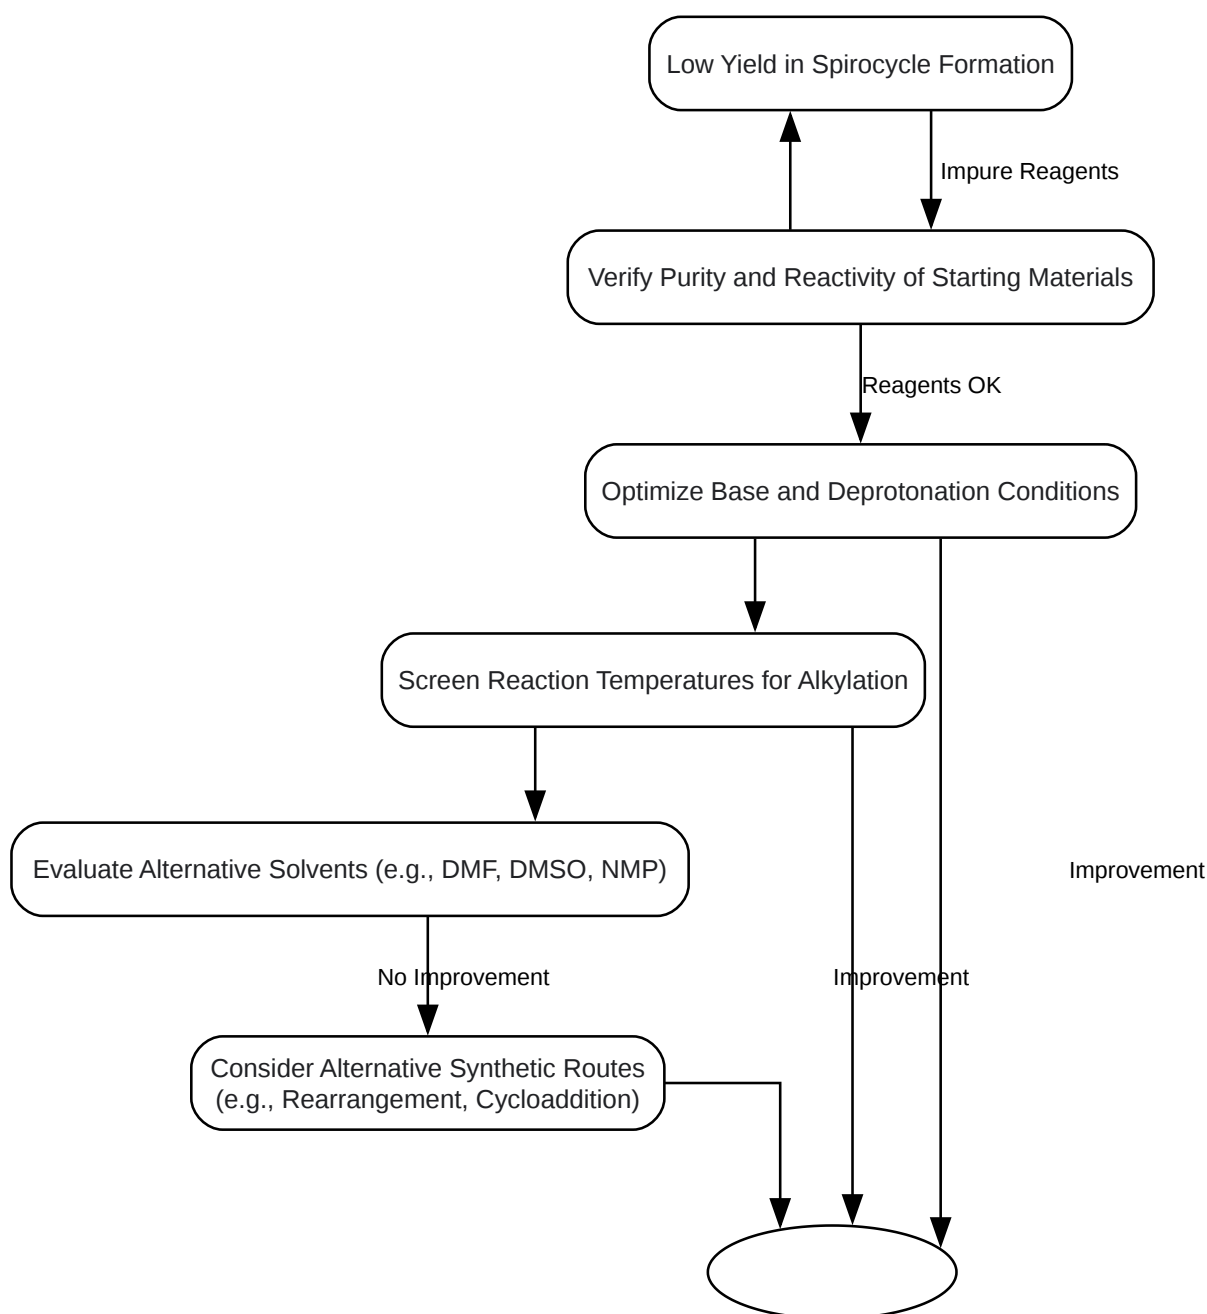 Low Yield in Spirocycle Formation
Impure Reagents
Verify Purity and Reactivity of Starting Materials
Reagents OK
Optimize Base and Deprotonation Conditions
Screen Reaction Temperatures for Alkylation
Evaluate Alternative Solvents (e.g., DMF, DMSO, NMP)
Improvement
No Improvement
Improvement
Consider Alternative Synthetic Routes
(e.g., Rearrangement, Cycloaddition)